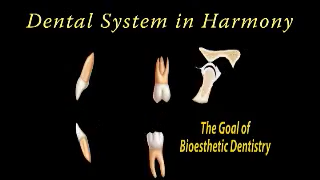 Dental System in Harmony
The Goal of
Bioesthetic Dentistry